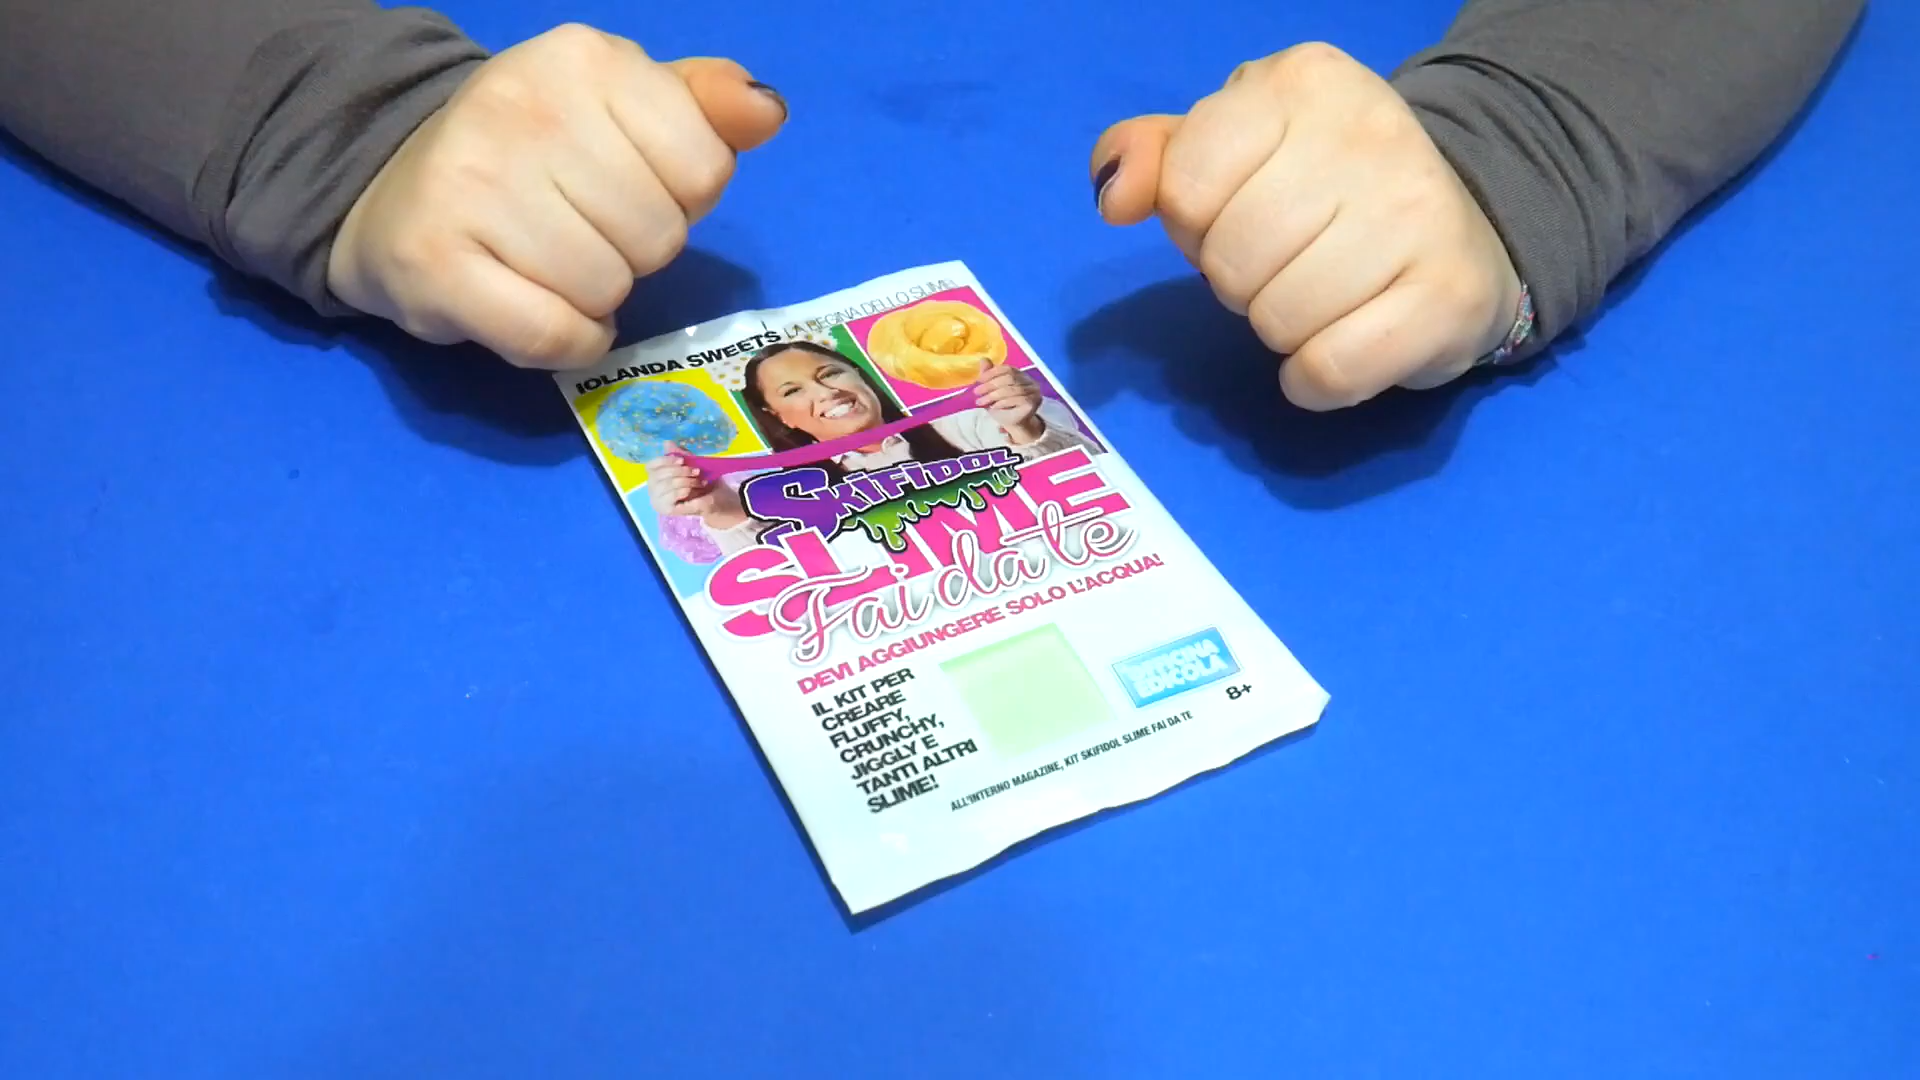 IOLANDA SWEETS LA REGINA DELLO SLIME!
SKIFIDOL
SLIME
Fai da te
DEVI AGGIUNGERE SOLO L'ACQUA!
IL KIT PER
CREARE
FLUFFY,
CRUNCHY,
JIGGLY E
TANTI ALTRI
SLIME!
EDICOLA
8+
ALL'INTERNO MAGAZINE, KIT SKIFIDOL SLIME FAI DA TE